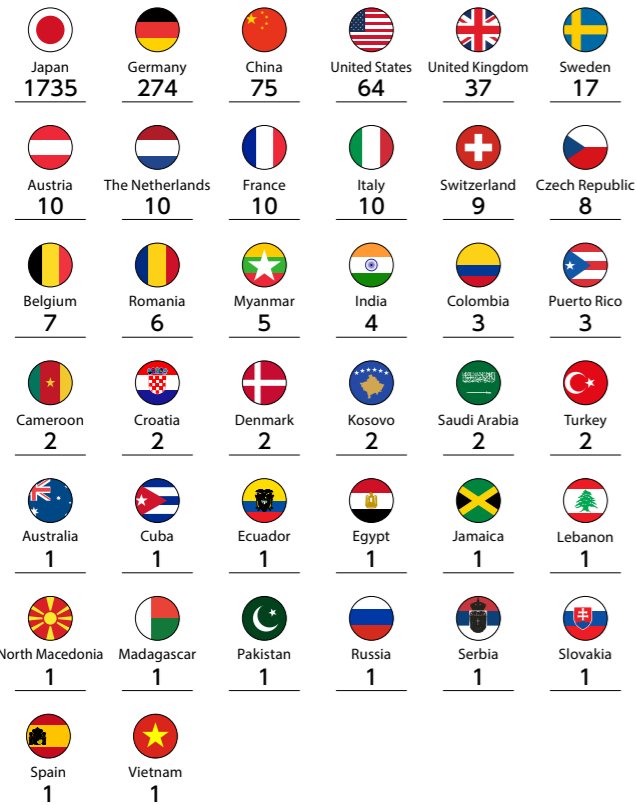 Japan Germany China United States United Kingdom Sweden
1735 274 75 64 37 17
Austria The Netherlands France Italy Switzerland Czech Republic
10 10 10 10 9 8
Belgium Romania Myanmar India Colombia Puerto Rico
7 6 5 4 3 3
Cameroon Croatia Denmark Kosovo Saudi Arabia Turkey
2 2 2 2 2 2
Australia Cuba Ecuador Egypt Jamaica Lebanon
1 1 1 1 1 1
North Macedonia Madagascar Pakistan Russia Serbia Slovakia
1 1 1 1 1 1
Spain Vietnam
1 1